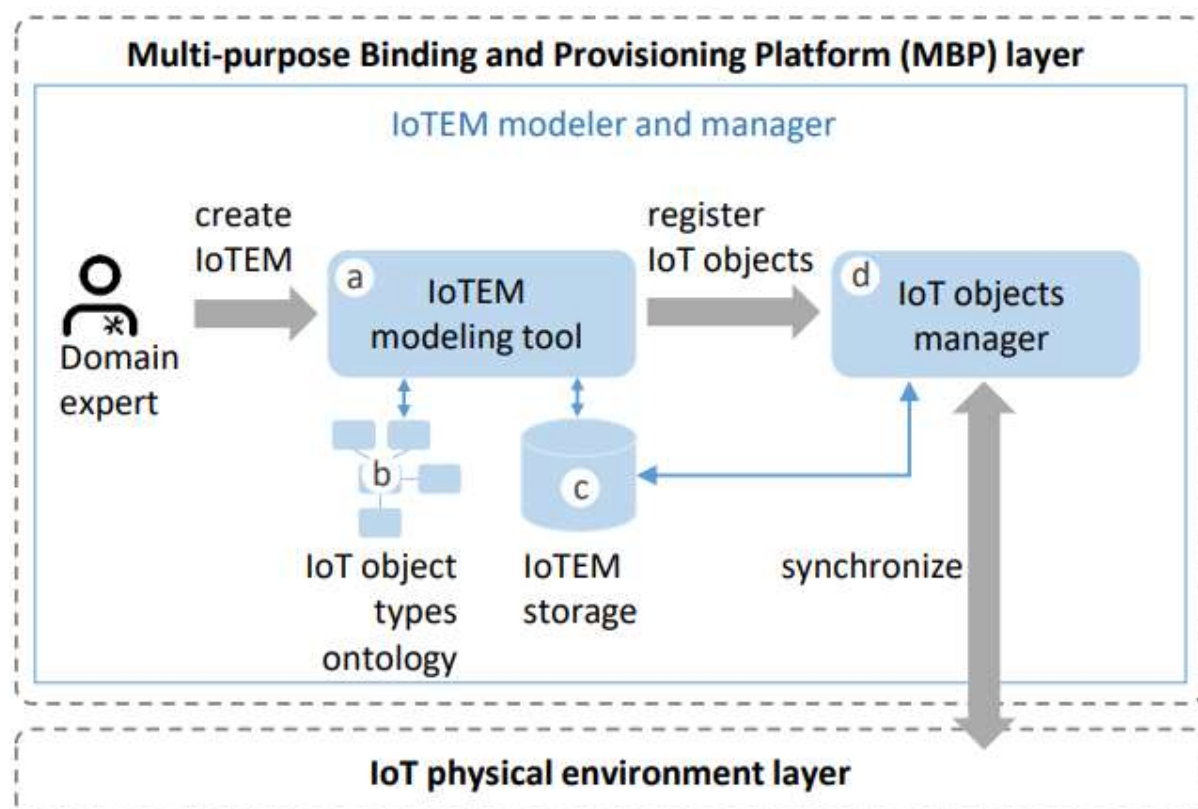 Multi-purpose Binding and Provisioning Platform (MBP) layer
IoTEM modeler and manager
create
IoTEM
register
IoT objects
Domain
expert
a
IoTEM
modeling tool
d
IoT objects
manager
b
c
IoT object
types
ontology
IoTEM
storage
synchronize
IoT physical environment layer